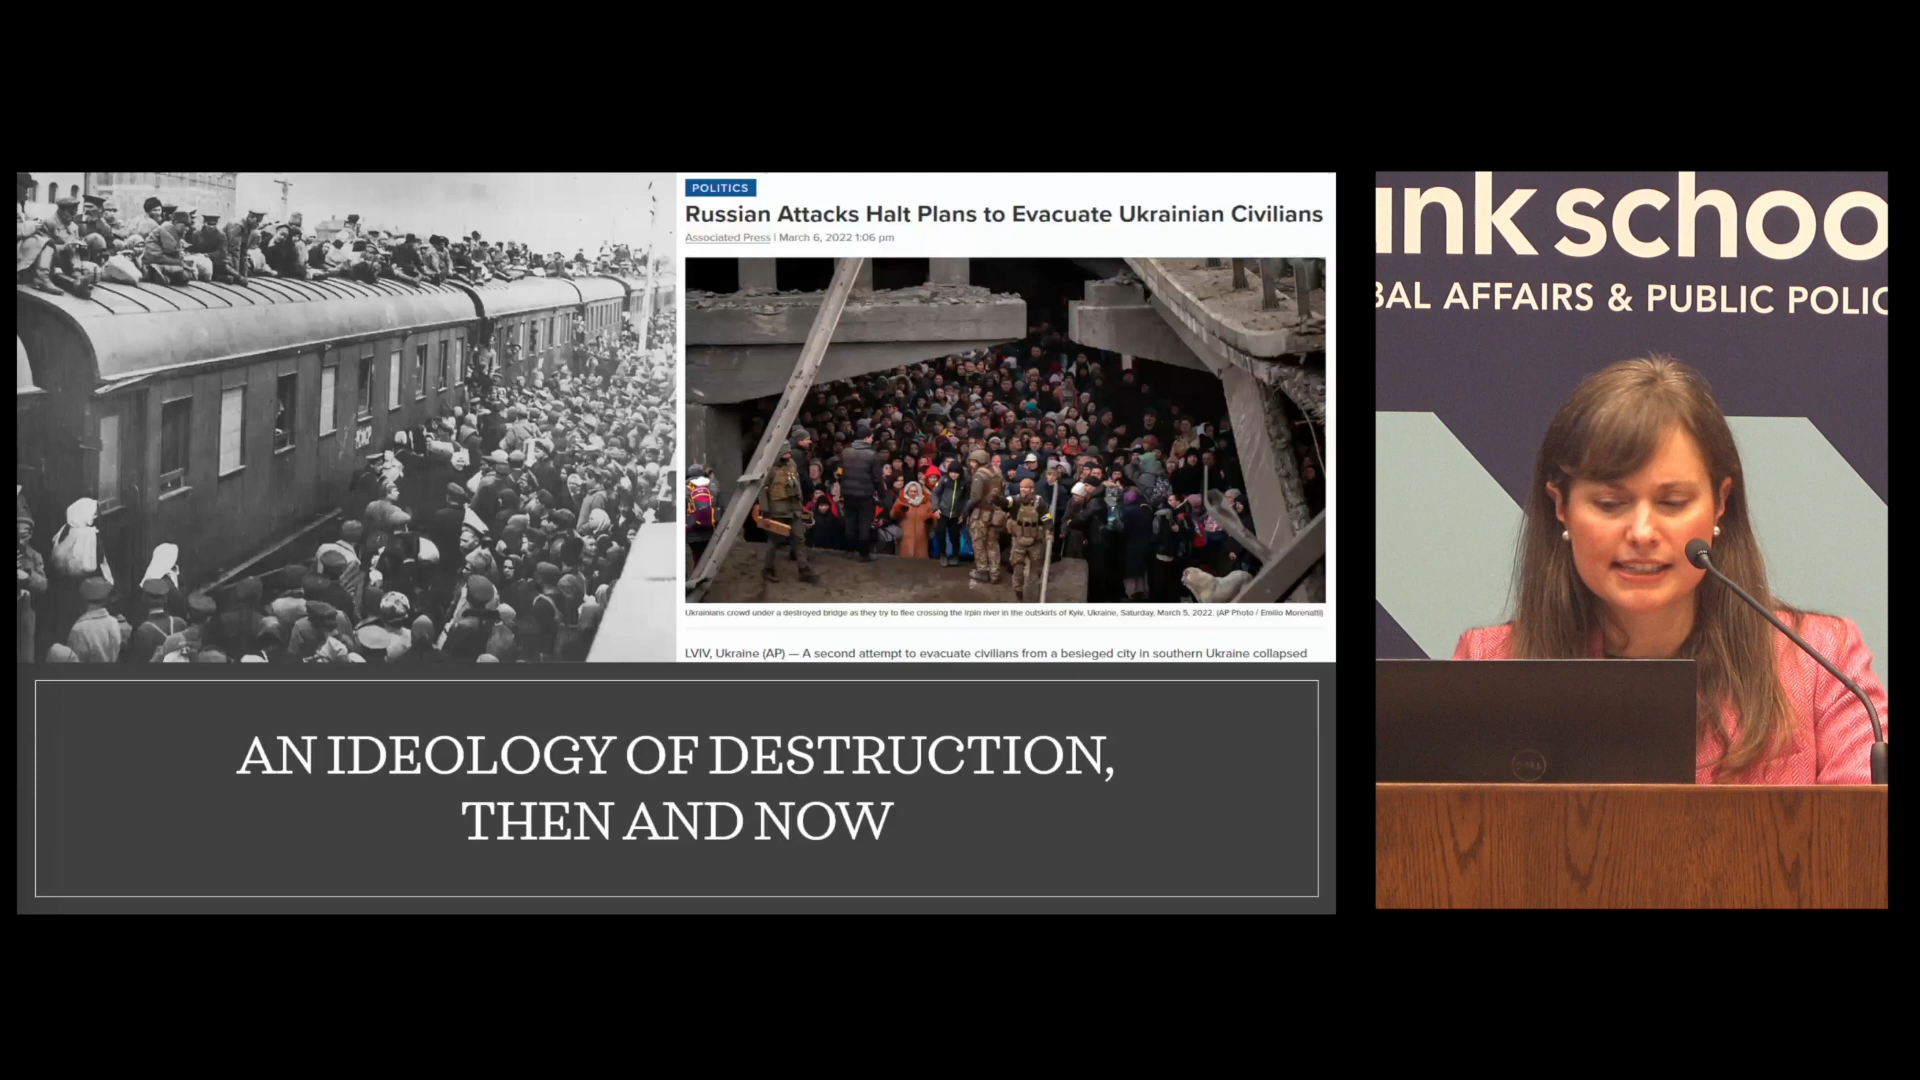 POLITICS
Russian Attacks Halt Plans to Evacuate Ukrainian Civilians
Associated Press | March 6, 2022 1:06 pm
Ukrainians crowd under a destroyed bridge as they try to flee crossing the Irpin river in the outskirts of Kyiv, Ukraine, Saturday, March 5, 2022. (AP Photo / Emilio Morenatti)
LVIV, Ukraine (AP) — A second attempt to evacuate civilians from a besieged city in southern Ukraine collapsed
AN IDEOLOGY OF DESTRUCTION,
THEN AND NOW
unk school
BAL AFFAIRS & PUBLIC POLIC
DELL